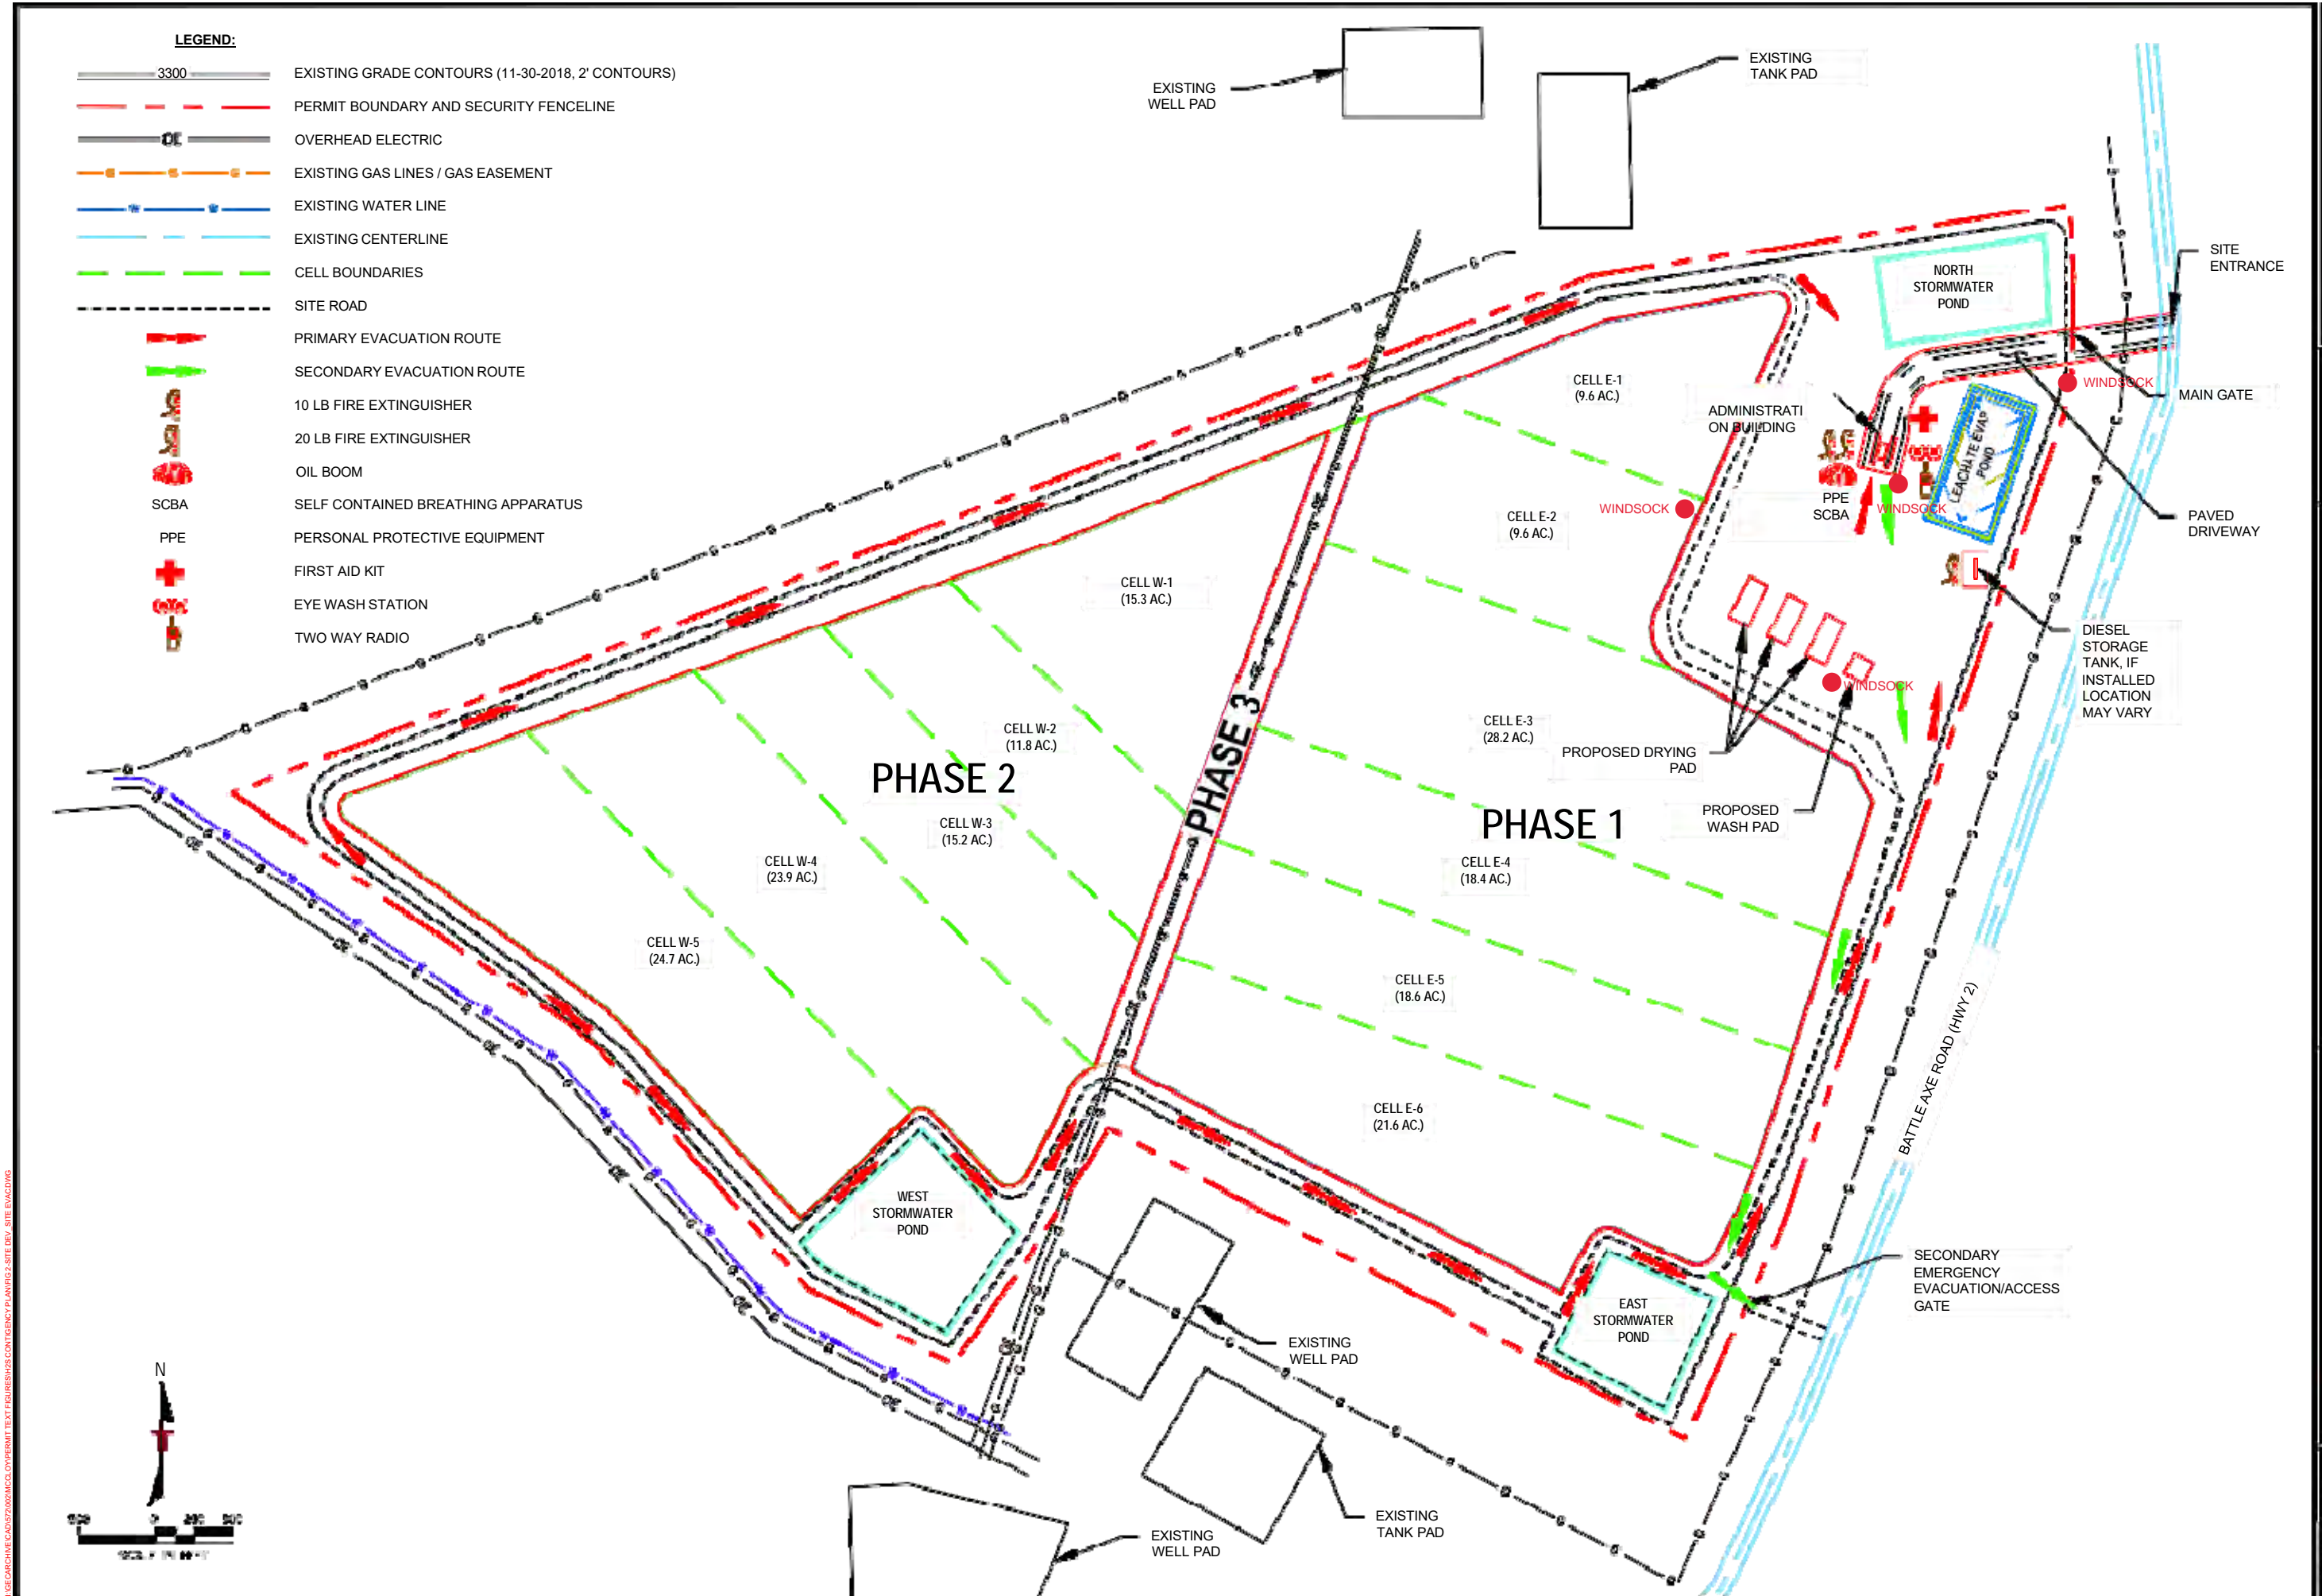 LEGEND:
3300
EXISTING GRADE CONTOURS (11-30-2018, 2' CONTOURS)
PERMIT BOUNDARY AND SECURITY FENCELINE
OE
OVERHEAD ELECTRIC
EXISTING GAS LINES / GAS EASEMENT
EXISTING WATER LINE
EXISTING CENTERLINE
CELL BOUNDARIES
SITE ROAD
PRIMARY EVACUATION ROUTE
SECONDARY EVACUATION ROUTE
10 LB FIRE EXTINGUISHER
20 LB FIRE EXTINGUISHER
OIL BOOM
SCBA
SELF CONTAINED BREATHING APPARATUS
PPE
PERSONAL PROTECTIVE EQUIPMENT
FIRST AID KIT
EYE WASH STATION
TWO WAY RADIO
EXISTING
WELL PAD
EXISTING
TANK PAD
SITE
ENTRANCE
NORTH
STORMWATER
POND
WINDSOCK
MAIN GATE
CELL E-1
(9.6 AC.)
ADMINISTRATI
ON BUILDING
LEACHATE EVAP
POND
PPE
SCBA
WINDSOCK
WINDSOCK
PAVED
DRIVEWAY
CELL E-2
(9.6 AC.)
CELL W-1
(15.3 AC.)
DIESEL
STORAGE
TANK, IF
INSTALLED
LOCATION
MAY VARY
WINDSOCK
CELL W-2
(11.8 AC.)
CELL E-3
(28.2 AC.)
PROPOSED DRYING
PAD
PHASE 2
PHASE 3
PHASE 1
PROPOSED
WASH PAD
CELL W-3
(15.2 AC.)
CELL W-4
(23.9 AC.)
CELL E-4
(18.4 AC.)
CELL W-5
(24.7 AC.)
CELL E-5
(18.6 AC.)
BATTLE AXE ROAD (HWY 2)
CELL E-6
(21.6 AC.)
WEST
STORMWATER
POND
SECONDARY
EMERGENCY
EVACUATION/ACCESS
GATE
EAST
STORMWATER
POND
EXISTING
WELL PAD
EXISTING
TANK PAD
EXISTING
WELL PAD
N
0